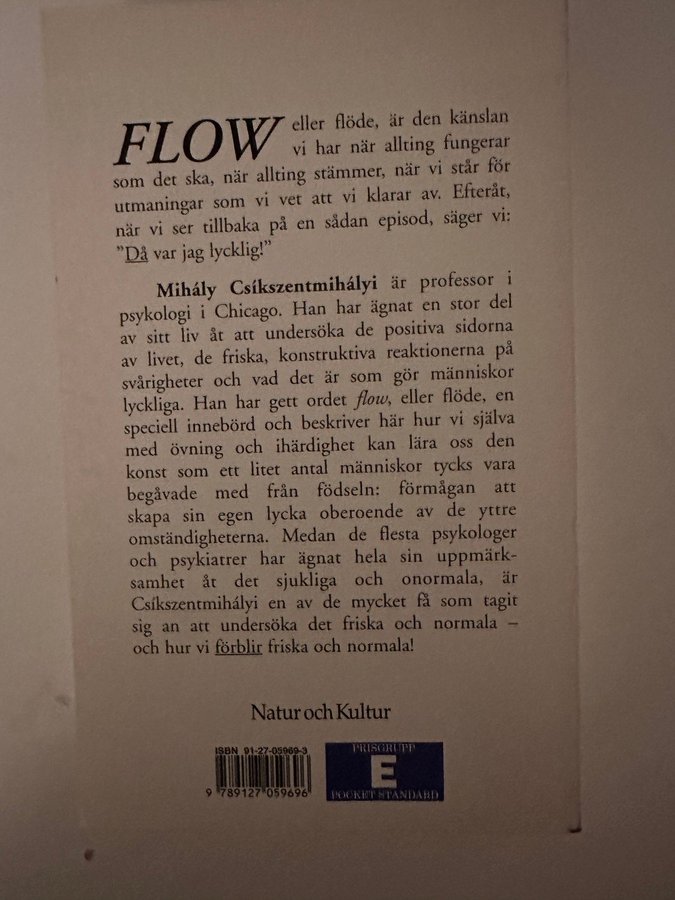 FLOW eller flöde, är den känslan
vi har när allting fungerar
som det ska, när allting stämmer, när vi står för
utmaningar som vi vet att vi klarar av. Efteråt,
när vi ser tillbaka på en sådan episod, säger vi:
”Då var jag lycklig!”
Mihály Csíkszentmihályi är professor i
psykologi i Chicago. Han har ägnat en stor del
av sitt liv åt att undersöka de positiva sidorna
av livet, de friska, konstruktiva reaktionerna på
svårigheter och vad det är som gör människor
lyckliga. Han har gett ordet flow, eller flöde, en
speciell innebörd och beskriver här hur vi själva
med övning och ihärdighet kan lära oss den
konst som ett litet antal människor tycks vara
begåvade med från födseln: förmågan att
skapa sin egen lycka oberoende av de yttre
omständigheterna. Medan de flesta psykologer
och psykiatrer har ägnat hela sin uppmärk-
samhet åt det sjukliga och onormala, är
Csíkszentmihályi en av de mycket få som tagit
sig an att undersöka det friska och normala –
och hur vi förblir friska och normala!
Natur och Kultur
ISBN 91-27-05969-3
9 789127 059696
PRISGRUPP
E
POCKET STANDARD